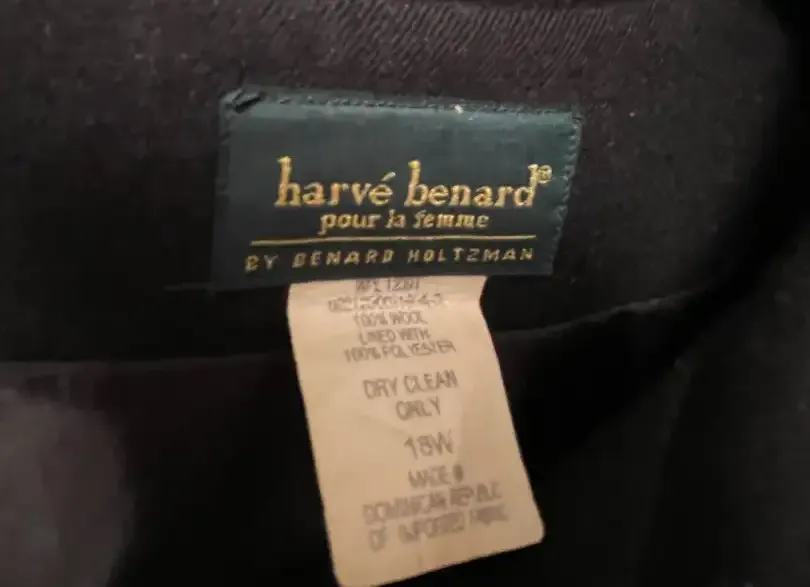 harvé benard®
pour la femme
BY BENARD HOLTZMAN
100% WOOL
LINED WITH
100% POLYESTER
DRY CLEAN
ONLY
18W
MADE
DOMINICAN REPUBLIC
OF IMPORTED FABRIC